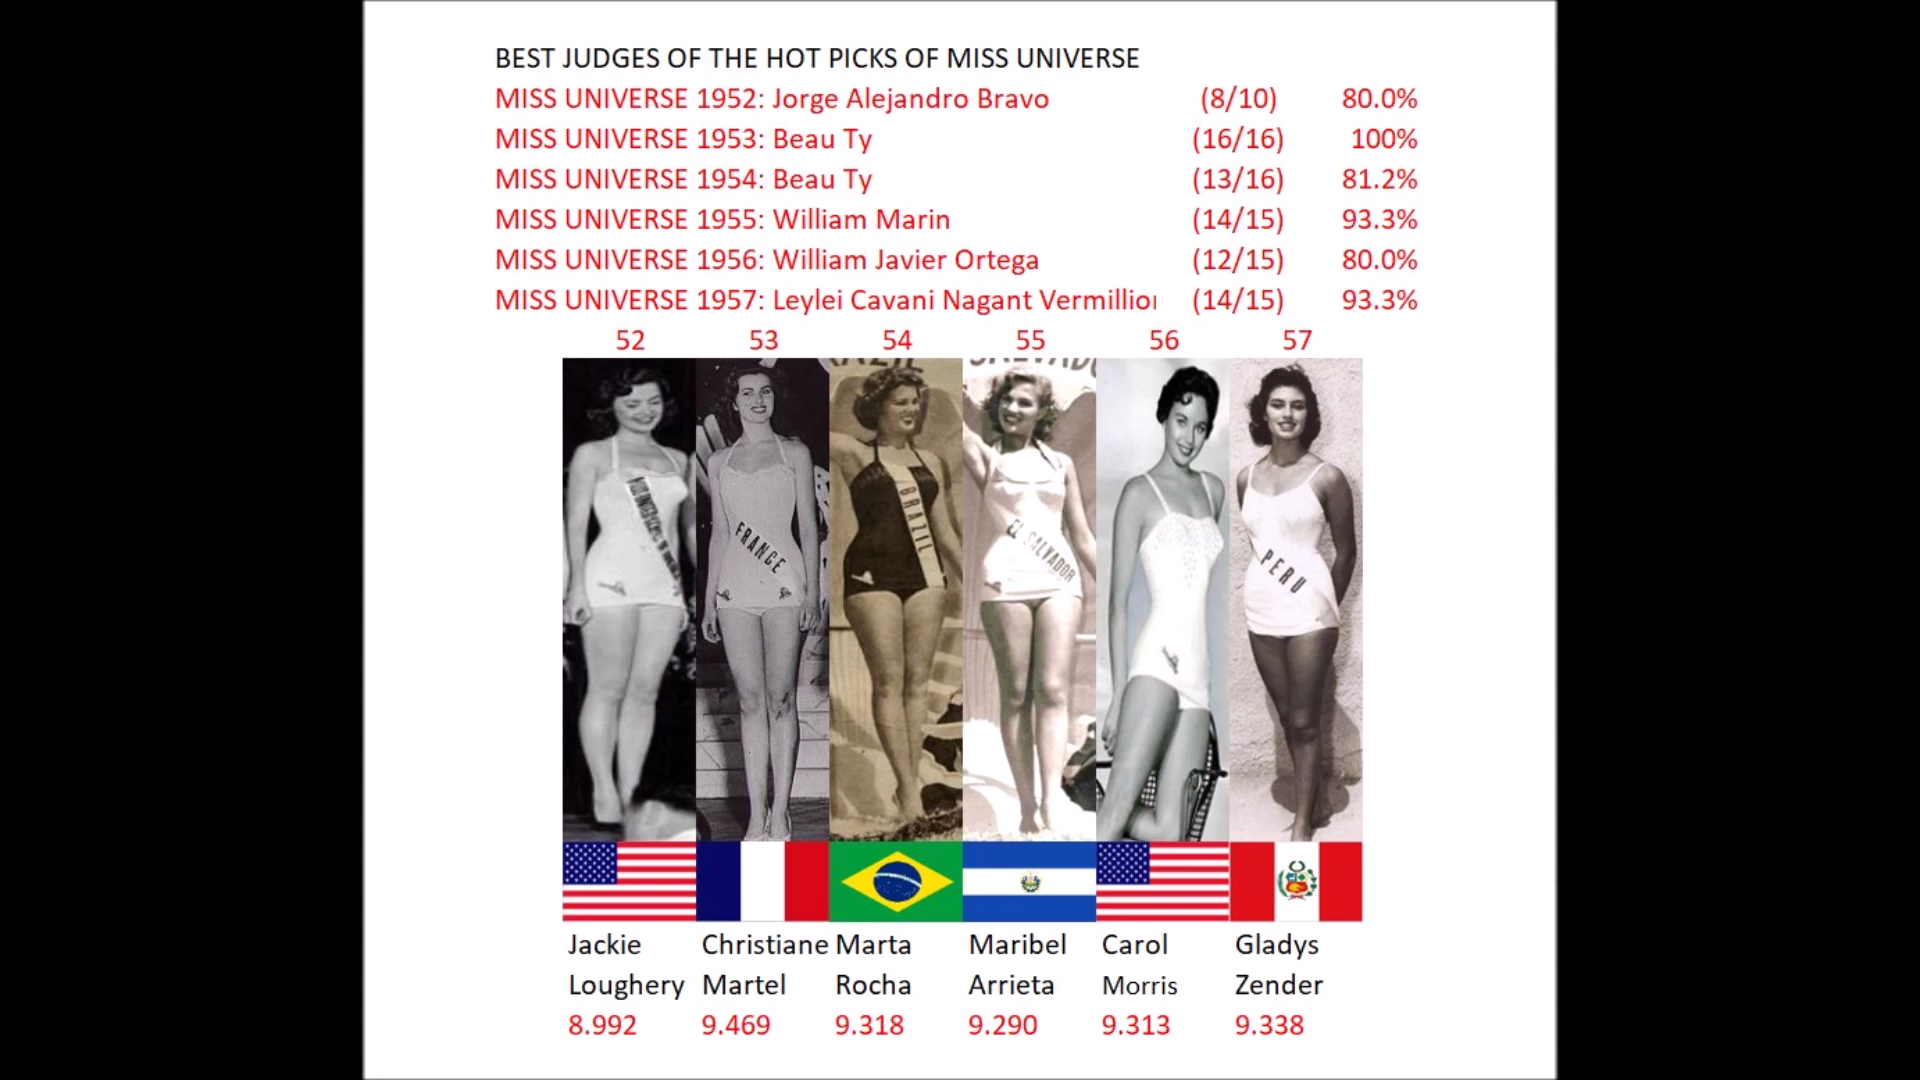 BEST JUDGES OF THE HOT PICKS OF MISS UNIVERSE
MISS UNIVERSE 1952: Jorge Alejandro Bravo (8/10) 80.0%
MISS UNIVERSE 1953: Beau Ty (16/16) 100%
MISS UNIVERSE 1954: Beau Ty (13/16) 81.2%
MISS UNIVERSE 1955: William Marin (14/15) 93.3%
MISS UNIVERSE 1956: William Javier Ortega (12/15) 80.0%
MISS UNIVERSE 1957: Leylei Cavani Nagant Vermillion (14/15) 93.3%
52 53 54 55 56 57
FRANCE
BRAZIL
EL SALVADOR
PERU
Jackie Christiane Marta Maribel Carol Gladys
Loughery Martel Rocha Arrieta Morris Zender
8.992 9.469 9.318 9.290 9.313 9.338